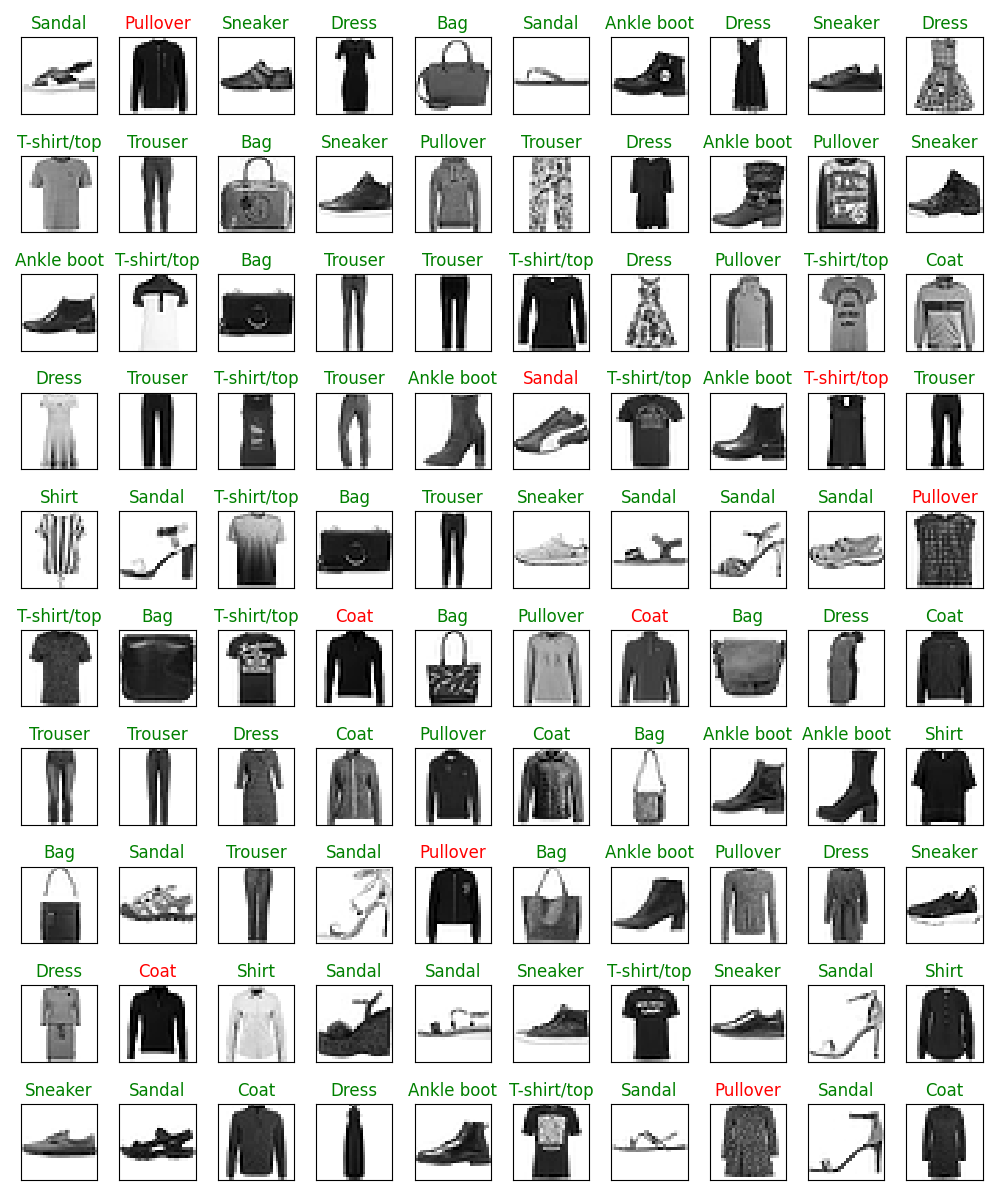 Sandal Pullover Sneaker Dress Bag Sandal Ankle boot Dress Sneaker Dress
T-shirt/top Trouser Bag Sneaker Pullover Trouser Dress Ankle boot Pullover Sneaker
Ankle boot T-shirt/top Bag Trouser Trouser T-shirt/top Dress Pullover T-shirt/top Coat
Dress Trouser T-shirt/top Trouser Ankle boot Sandal T-shirt/top Ankle boot T-shirt/top Trouser
Shirt Sandal T-shirt/top Bag Trouser Sneaker Sandal Sandal Sandal Pullover
T-shirt/top Bag T-shirt/top Coat Bag Pullover Coat Bag Dress Coat
Trouser Trouser Dress Coat Pullover Coat Bag Ankle boot Ankle boot Shirt
Bag Sandal Trouser Sandal Pullover Bag Ankle boot Pullover Dress Sneaker
Dress Coat Shirt Sandal Sandal Sneaker T-shirt/top Sneaker Sandal Shirt
Sneaker Sandal Coat Dress Ankle boot T-shirt/top Sandal Pullover Sandal Coat